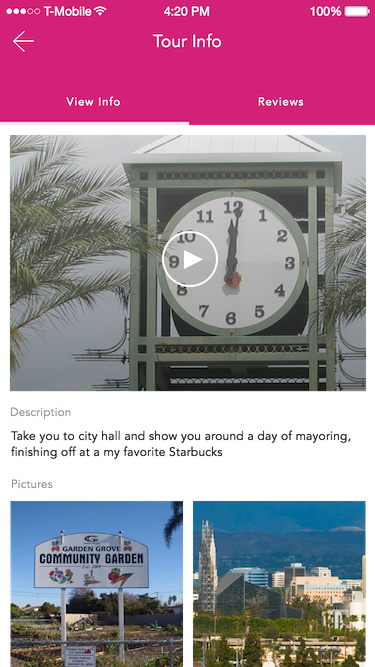 T-Mobile 4:20 PM 100%
Tour Info
View Info Reviews
12
11 1
10 2
9 3
8 4
7 5
6
Description
Take you to city hall and show you around a day of mayoring,
finishing off at a my favorite Starbucks
Pictures
G
GARDEN GROVE
Est. 2009
COMMUNITY GARDEN